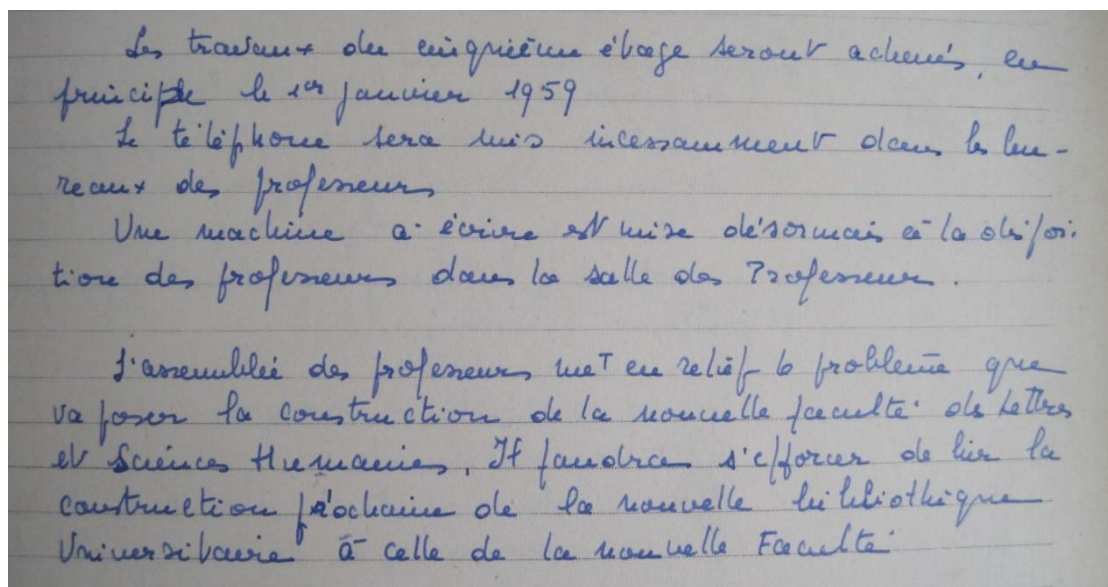 Les travaux du cinquième étage seront achevés, en
principe le 1er janvier 1959
Le téléphone sera mis incessamment dans les bu-
reaux des professeurs
Une machine à écrire est mise désormais à la disposi-
tion des professeurs dans la salle des Professeurs.
L'assemblée des professeurs met en relief le problème que
va poser la construction de la nouvelle faculté des Lettres
et Sciences Humaines. Il faudra s'efforcer de lier la
construction prochaine de la nouvelle bibliothèque
Universitaire à celle de la nouvelle Faculté